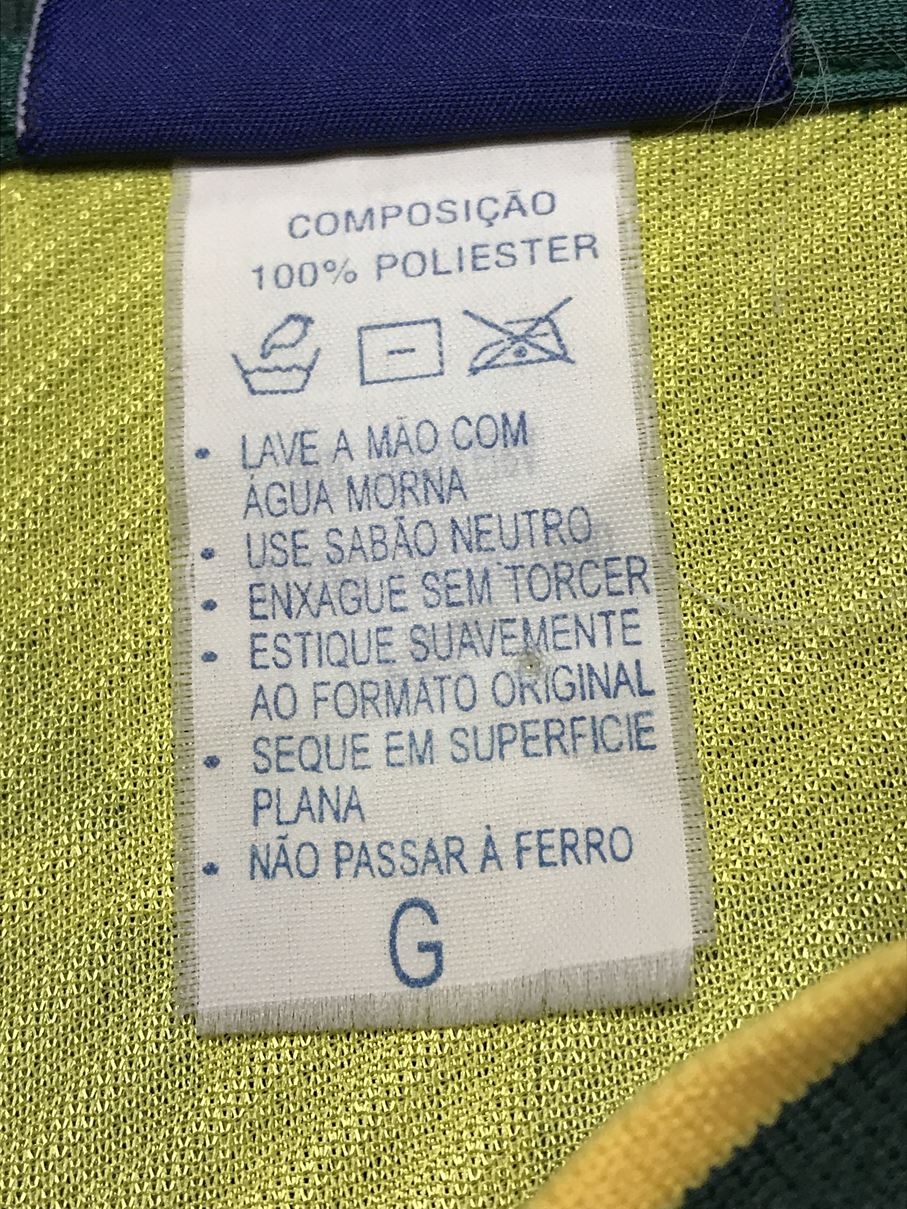 COMPOSIÇÃO
100% POLIESTER
• LAVE A MÃO COM
ÁGUA MORNA
• USE SABÃO NEUTRO
• ENXAGUE SEM TORCER
• ESTIQUE SUAVEMENTE
AO FORMATO ORIGINAL
• SEQUE EM SUPERFICIE
PLANA
• NÃO PASSAR À FERRO
G